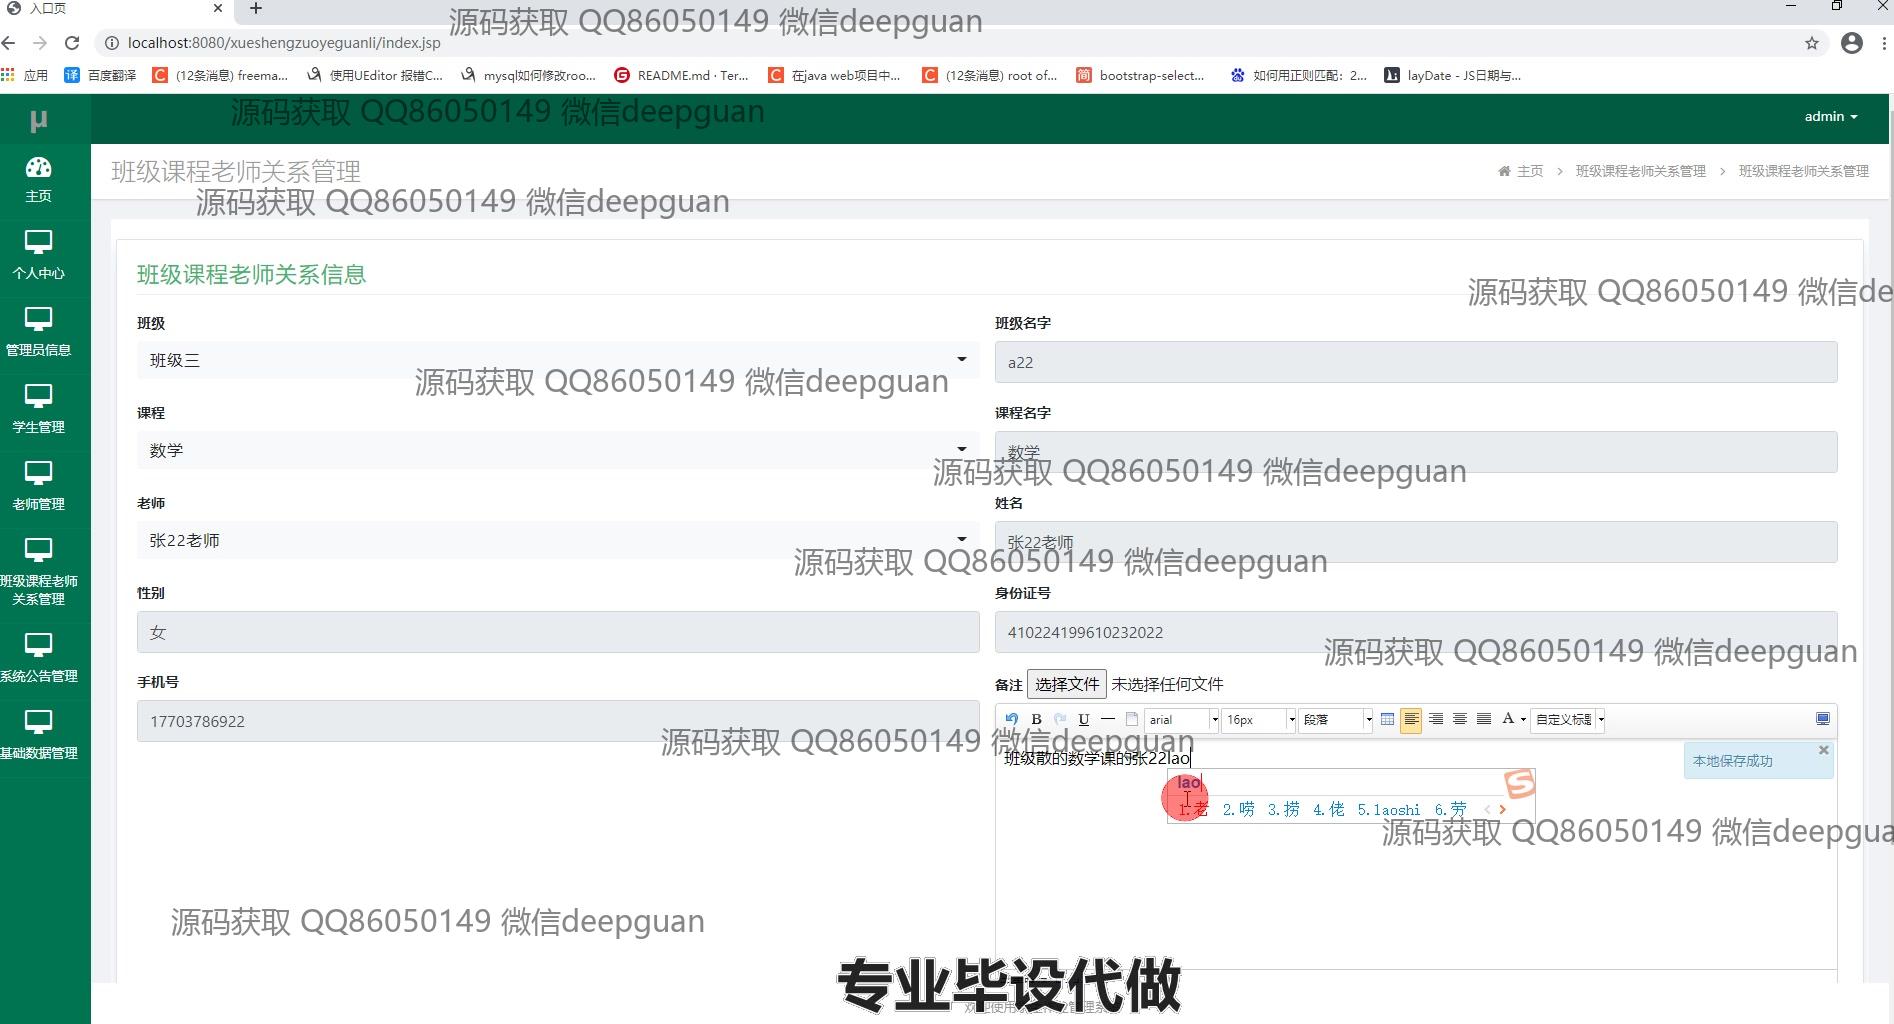 入口页
源码获取 QQ86050149 微信deepguan
localhost:8080/xueshengzuoyeguanli/index.jsp
应用 百度翻译 (12条消息) freema... 使用UEditor 报错C... mysql如何修改roo... README.md · Ter... 在java web项目中... (12条消息) root of... bootstrap-select... 如何用正则匹配：2... layDate - JS日期与...
μ
源码获取 QQ86050149 微信deepguan
admin
班级课程老师关系管理
主页 > 班级课程老师关系管理 > 班级课程老师关系管理
源码获取 QQ86050149 微信deepguan
主页
个人中心
管理员信息
学生管理
老师管理
班级课程老师
关系管理
系统公告管理
基础数据管理
班级课程老师关系信息
源码获取 QQ86050149 微信de
班级
班级三
班级名字
a22
源码获取 QQ86050149 微信deepguan
课程
数学
课程名字
数学
源码获取 QQ86050149 微信deepguan
老师
张22老师
姓名
张22老师
源码获取 QQ86050149 微信deepguan
性别
女
身份证号
410224199610232022
源码获取 QQ86050149 微信deepguan
手机号
17703786922
备注 选择文件 未选择任何文件
B U arial 16px 段落 A 自定义标题
源码获取 QQ86050149 微信deepguan
班级散的数学课的张22lao
本地保存成功
lao
1.老 2.唠 3.捞 4.佬 5.laoshi 6.劳
源码获取 QQ86050149 微信deepgua
源码获取 QQ86050149 微信deepguan
专业毕设代做